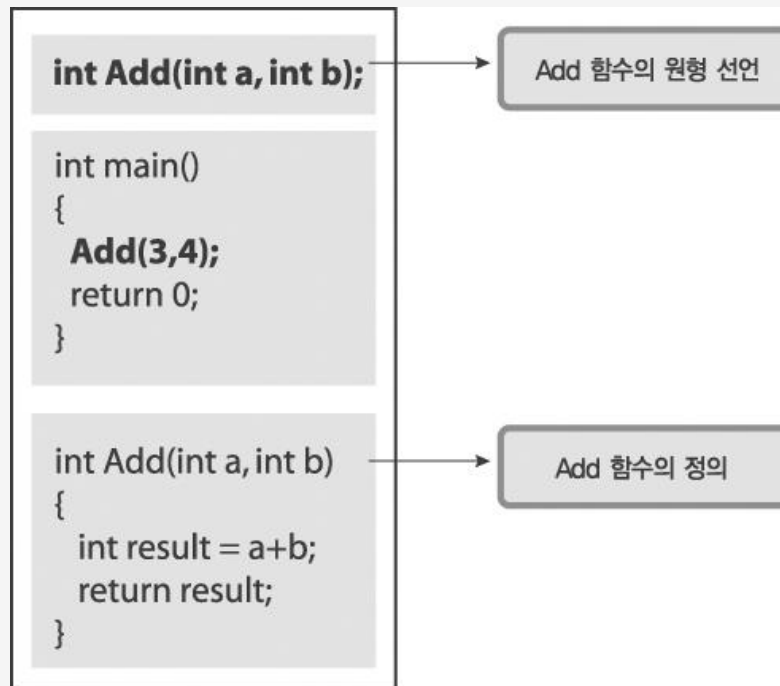 int Add(int a, int b);
Add 함수의 원형 선언
int main()
{
Add(3,4);
return 0;
}
int Add(int a, int b)
Add 함수의 정의
{
int result = a+b;
return result;
}